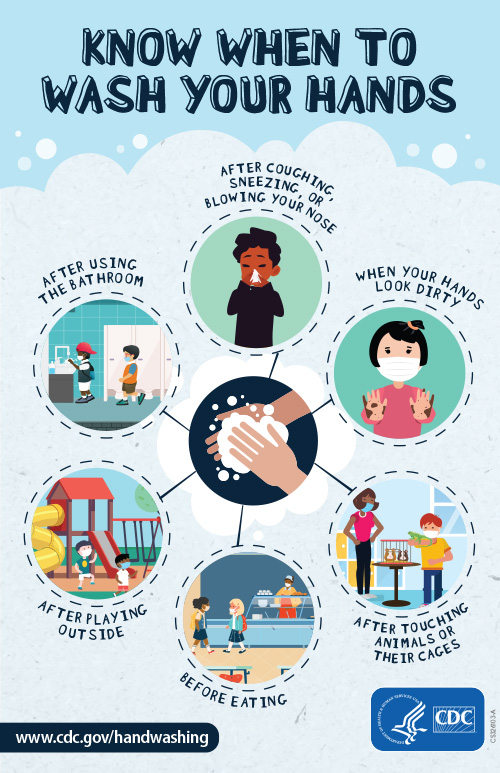 KNOW WHEN TO
WASH YOUR HANDS
AFTER COUGHING,
SNEEZING, OR
BLOWING YOUR NOSE
AFTER USING
THE BATHROOM
WHEN YOUR HANDS
LOOK DIRTY
AFTER PLAYING
OUTSIDE
AFTER TOUCHING
ANIMALS OR
THEIR CAGES
BEFORE EATING
www.cdc.gov/handwashing
CDC